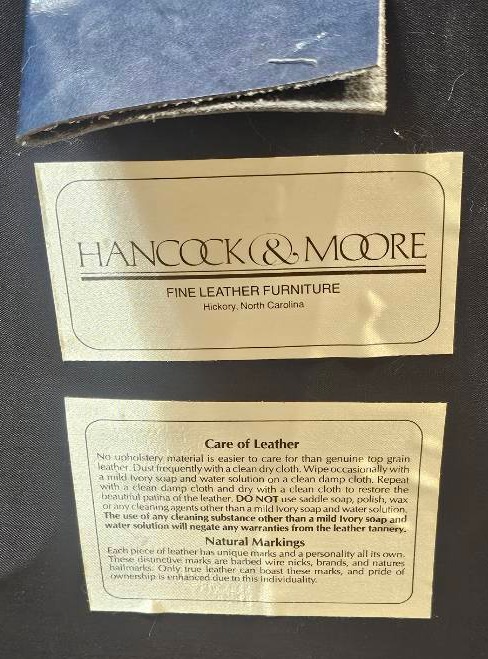 HANCOCK & MOORE
FINE LEATHER FURNITURE
Hickory, North Carolina
Care of Leather
No upholstery material is easier to care for than genuine top grain
leather. Dust frequently with a clean dry cloth. Wipe occasionally with
a mild Ivory soap and water solution on a clean damp cloth. Repeat
with a clean damp cloth and dry with a clean cloth to restore the
beautiful patina of the leather. DO NOT use saddle soap, polish, wax
or any cleaning agents other than a mild Ivory soap and water solution.
The use of any cleaning substance other than a mild Ivory soap and
water solution will negate any warranties from the leather tannery.
Natural Markings
Each piece of leather has unique marks and a personality all its own.
These distinctive marks are barbed wire nicks, brands, and natures
hallmarks. Only true leather can boast these marks, and pride of
ownership is enhanced due to this individuality.